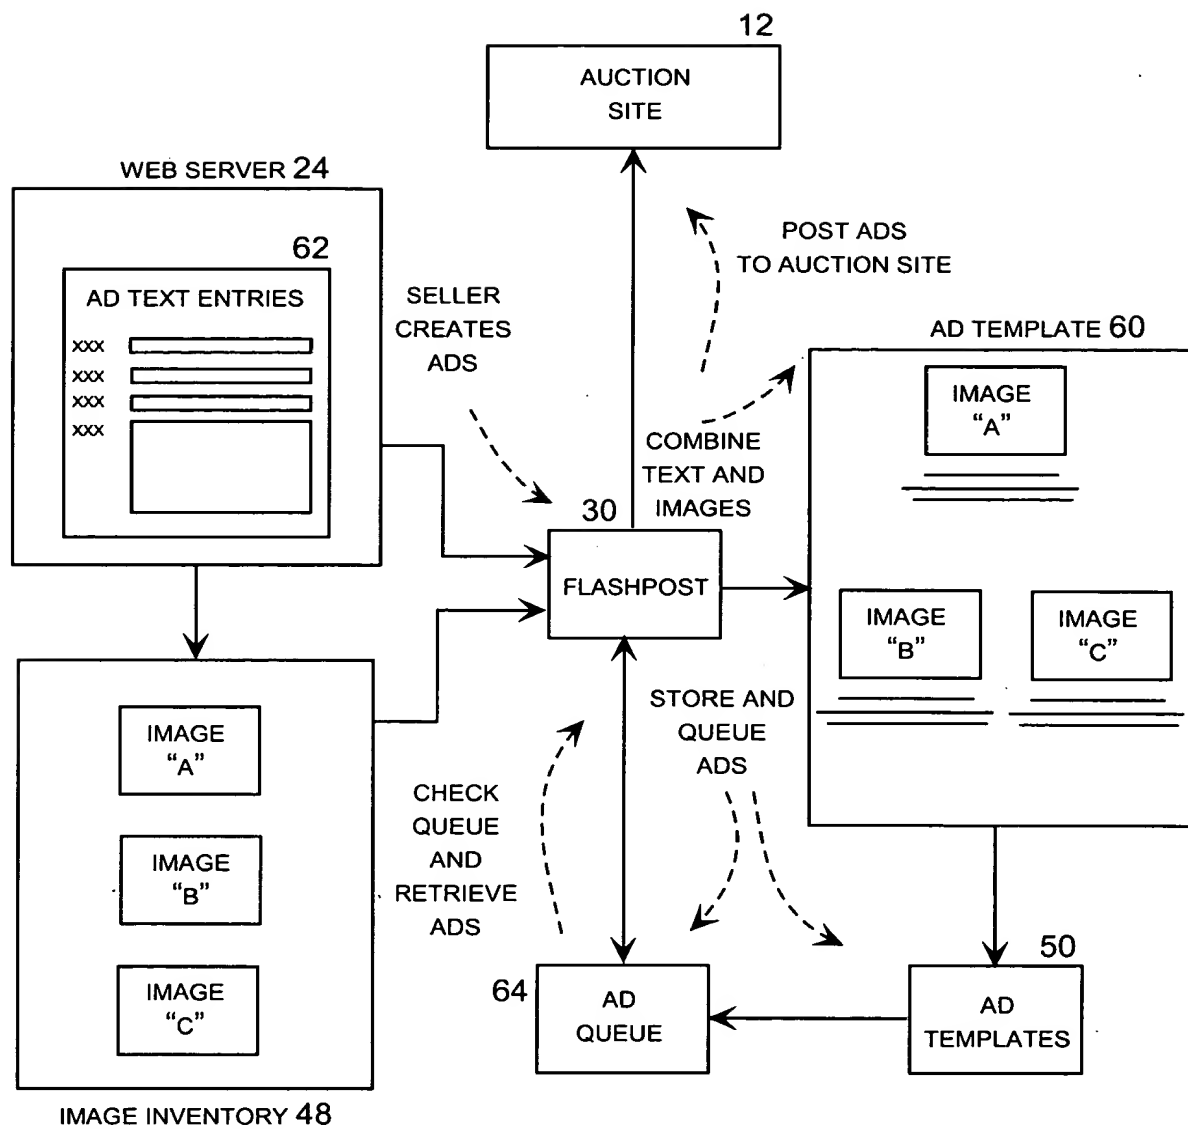 12
AUCTION
SITE
WEB SERVER 24
62
AD TEXT ENTRIES
xxx
xxx
xxx
xxx
SELLER
CREATES
ADS
POST ADS
TO AUCTION SITE
AD TEMPLATE 60
IMAGE
“A”
COMBINE
TEXT AND
IMAGES
30
FLASHPOST
IMAGE
“B”
IMAGE
“C”
STORE AND
QUEUE
ADS
IMAGE
“A”
IMAGE
“B”
IMAGE
“C”
IMAGE INVENTORY 48
CHECK
QUEUE
AND
RETRIEVE
ADS
64
AD
QUEUE
50
AD
TEMPLATES